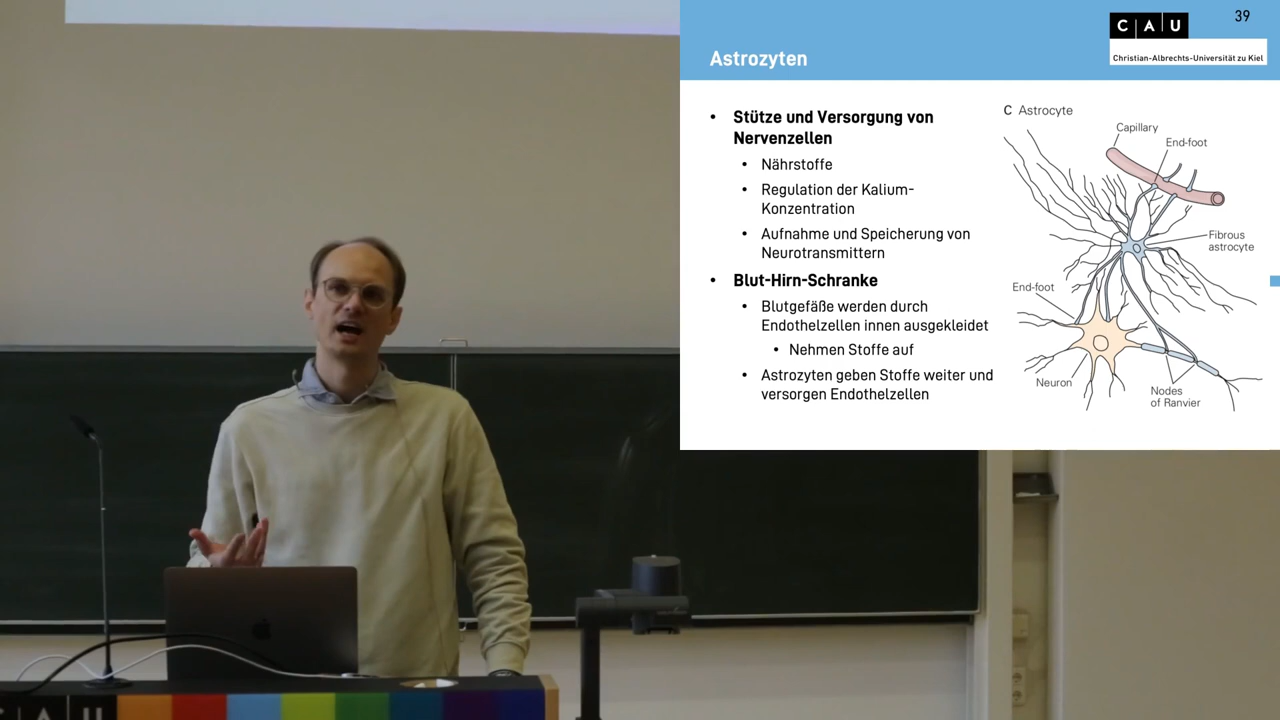 39
C A U
Christian-Albrechts-Universität zu Kiel
Astrozyten
• Stütze und Versorgung von
Nervenzellen
• Nährstoffe
• Regulation der Kalium-
Konzentration
• Aufnahme und Speicherung von
Neurotransmittern
• Blut-Hirn-Schranke
• Blutgefäße werden durch
Endothelzellen innen ausgekleidet
• Nehmen Stoffe auf
• Astrozyten geben Stoffe weiter und
versorgen Endothelzellen
C Astrocyte
Capillary
End-foot
Fibrous
astrocyte
End-foot
Neuron
Nodes
of Ranvier
C A U